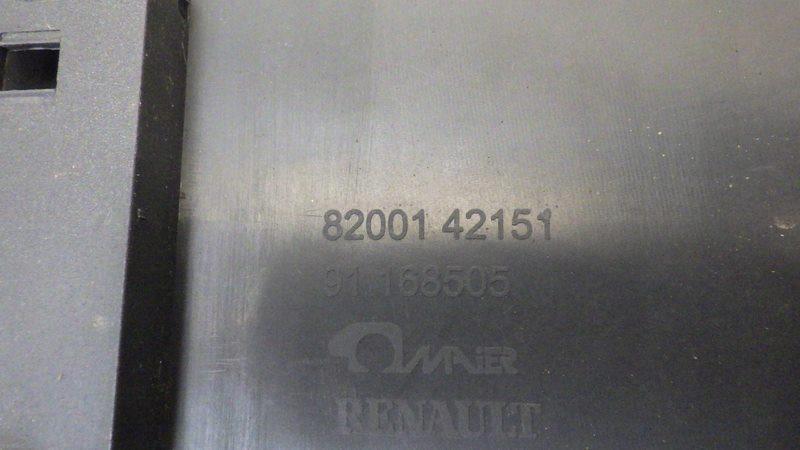 82001 42151
91 168505
MAIER
RENAULT